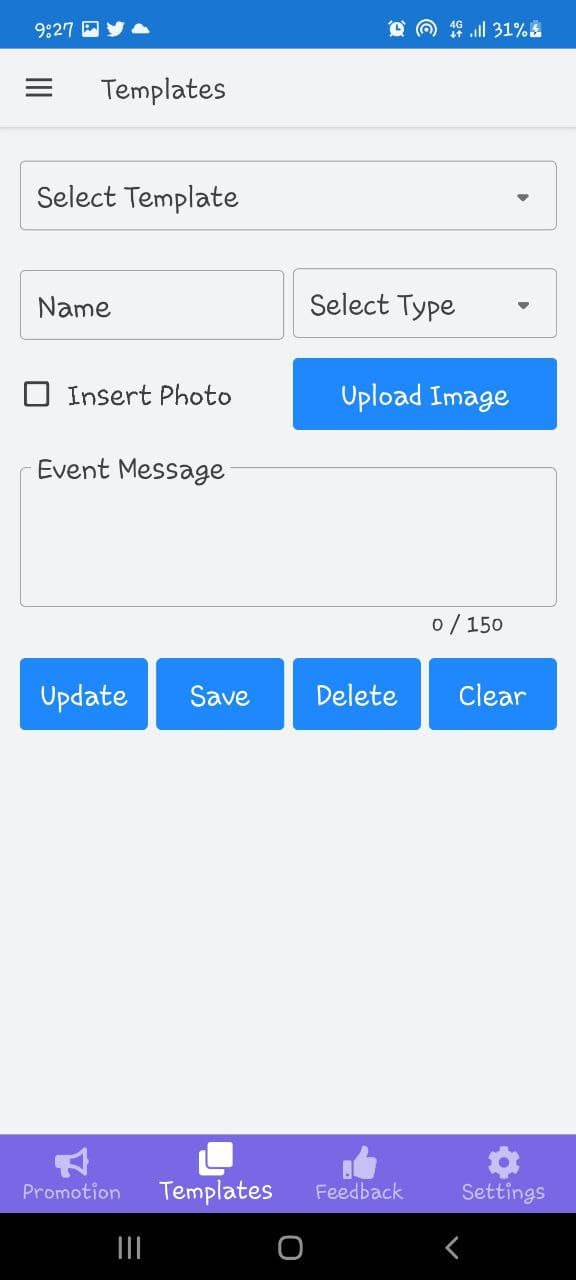 9:27 4G 31%
Templates
Select Template
Name Select Type
Insert Photo Upload Image
Event Message
0 / 150
Update Save Delete Clear
Promotion Templates Feedback Settings